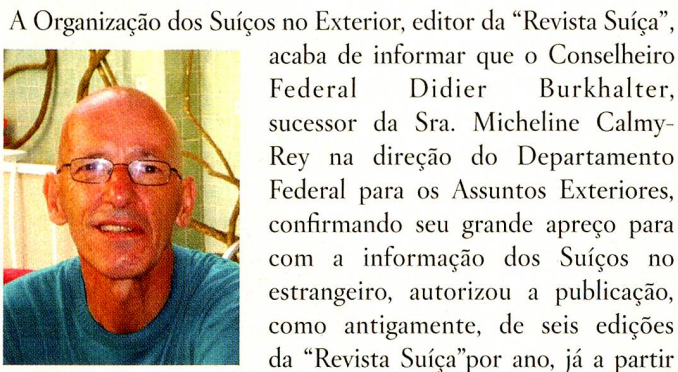 A Organização dos Suíços no Exterior, editor da “Revista Suíça”,
acaba de informar que o Conselheiro
Federal Didier Burkhalter,
sucessor da Sra. Micheline Calmy-
Rey na direção do Departamento
Federal para os Assuntos Exteriores,
confirmando seu grande apreço para
com a informação dos Suíços no
estrangeiro, autorizou a publicação,
como antigamente, de seis edições
da “Revista Suíça”por ano, já a partir